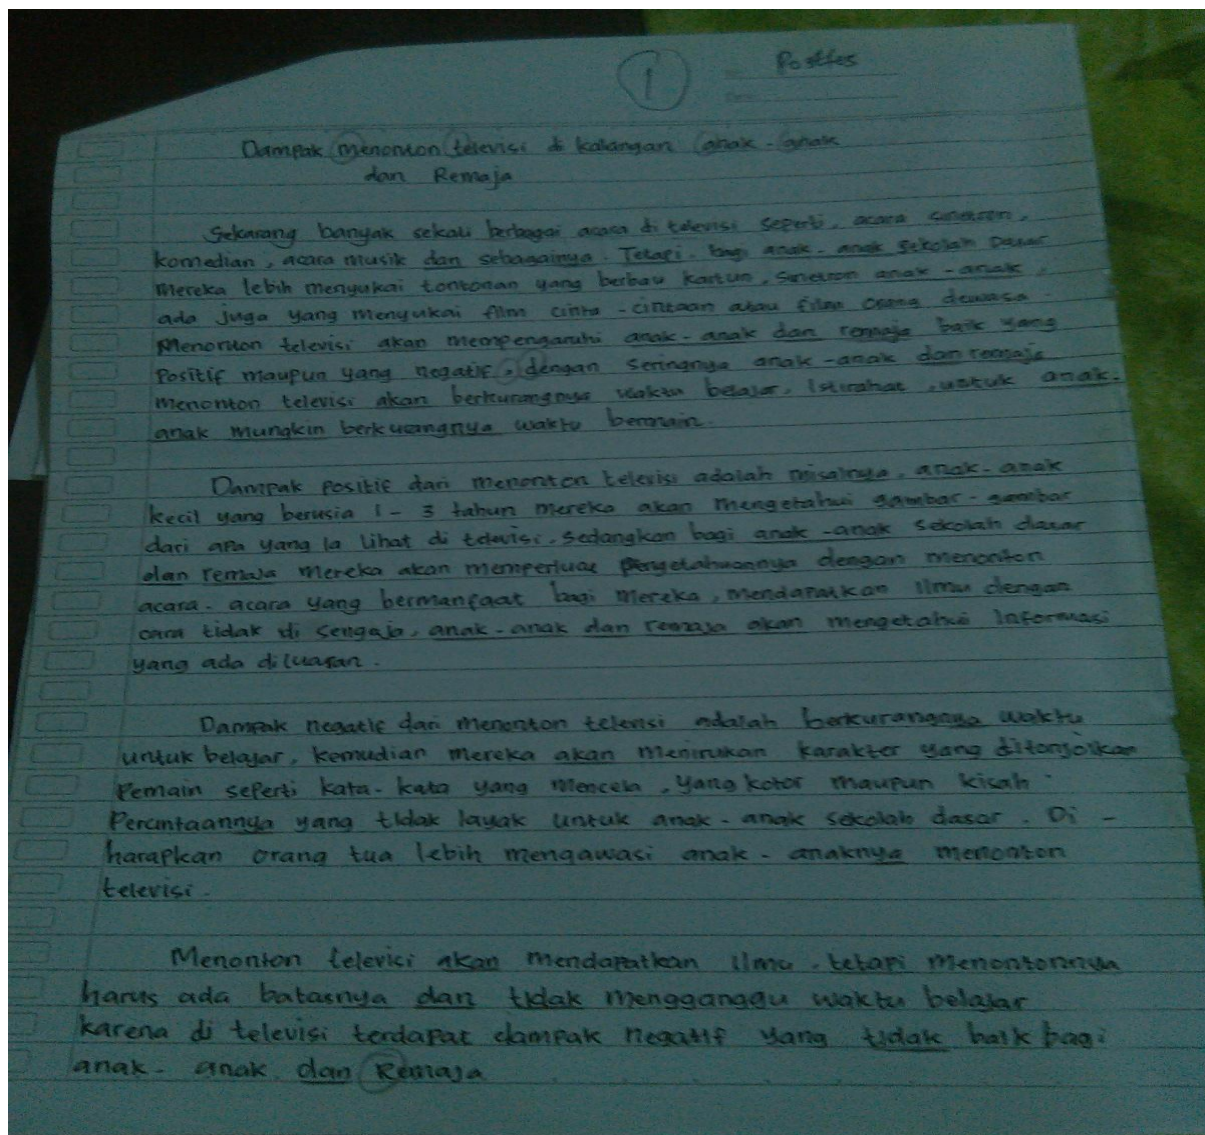 1
Postes
Dampak menonton televisi di kalangan anak-anak
dan Remaja
Sekarang banyak sekali berbagai acara di televisi seperti, acara sinetron,
komedian, acara musik dan sebagainya. Tetapi, bagi anak-anak sekolah Dasar
Mereka lebih menyukai tontonan yang berbau kartun, sinetron anak-anak,
ada juga yang menyukai film cinta-cintaan atau film orang dewasa.
Menonton televisi akan mempengaruhi anak-anak dan remaja baik yang
Positif maupun yang negatif, dengan seringnya anak-anak dan remaja
menonton televisi akan berkurangnya waktu belajar, istirahat, untuk anak-
anak mungkin berkurangnya waktu bermain.
Dampak positif dari menonton televisi adalah misalnya, anak-anak
kecil yang berusia 1-3 tahun mereka akan mengetahui gambar-gambar
dari apa yang ia lihat di televisi. Sedangkan bagi anak-anak sekolah dasar
dan remaja mereka akan memperluas pengetahuannya dengan menonton
acara-acara yang bermanfaat bagi mereka, mendapatkan ilmu dengan
cara tidak di sengaja, anak-anak dan remaja akan mengetahui Informasi
yang ada diluaran.
Dampak negatif dari menonton televisi adalah berkurangnya waktu
untuk belajar, kemudian mereka akan menirukan karakter yang ditonjolkan
Pemain seperti kata-kata yang mencela, yang kotor maupun kisah
Percintaannya yang tidak layak untuk anak-anak sekolah dasar. Di-
harapkan orang tua lebih mengawasi anak-anaknya menonton
televisi.
Menonton televisi akan mendapatkan ilmu, tetapi menontonnya
harus ada batasnya dan tidak mengganggu waktu belajar
karena di televisi terdapat dampak negatif yang tidak baik bagi
anak-anak dan Remaja